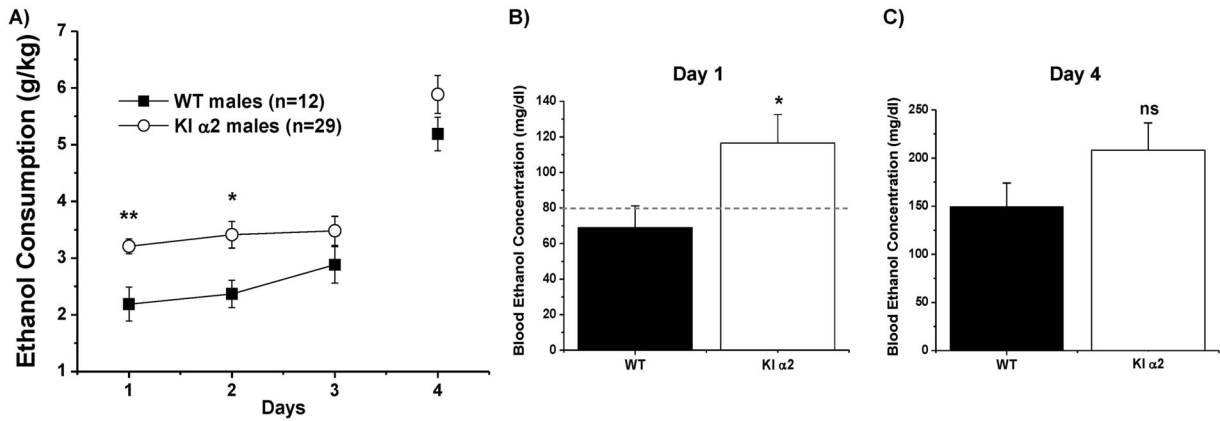 A)
Ethanol Consumption (g/kg)
7
6
5
4
3
2
1
WT males (n=12)
KI α2 males (n=29)
**
*
1
2
3
4
Days
B)
Day 1
Blood Ethanol Concentration (mg/dl)
140
120
100
80
60
40
20
0
*
WT
KI α2
C)
Day 4
Blood Ethanol Concentration (mg/dl)
250
200
150
100
50
0
ns
WT
KI α2